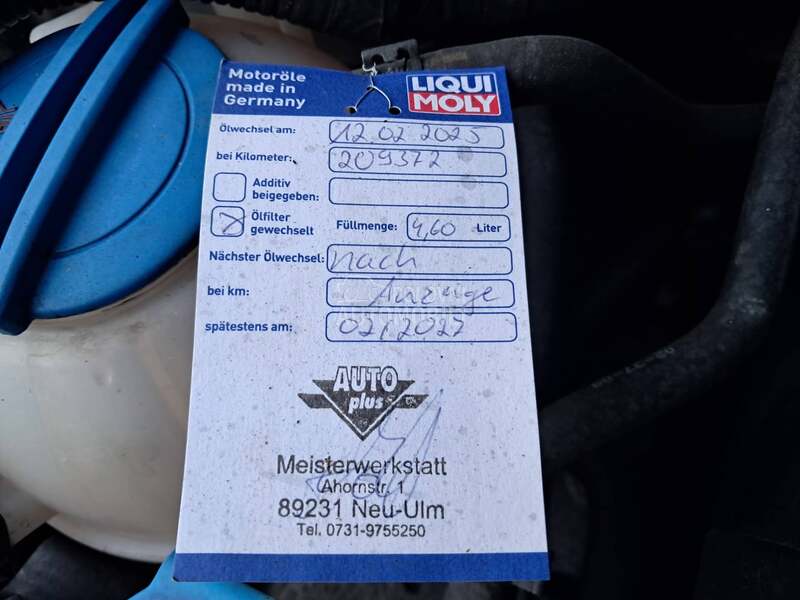 Motoröle
made in
Germany
LIQUI
MOLY
Ölwechsel am: 12.02.2025
bei Kilometer: 209372
Additiv
beigegeben:
Ölfilter
gewechselt
Füllmenge: 4,60 Liter
Nächster Ölwechsel: nach
bei km: Anzeige
spätestens am: 02/2027
AUTO
plus
Meisterwerkstatt
Ahornstr. 1
89231 Neu-Ulm
Tel. 0731-9755250